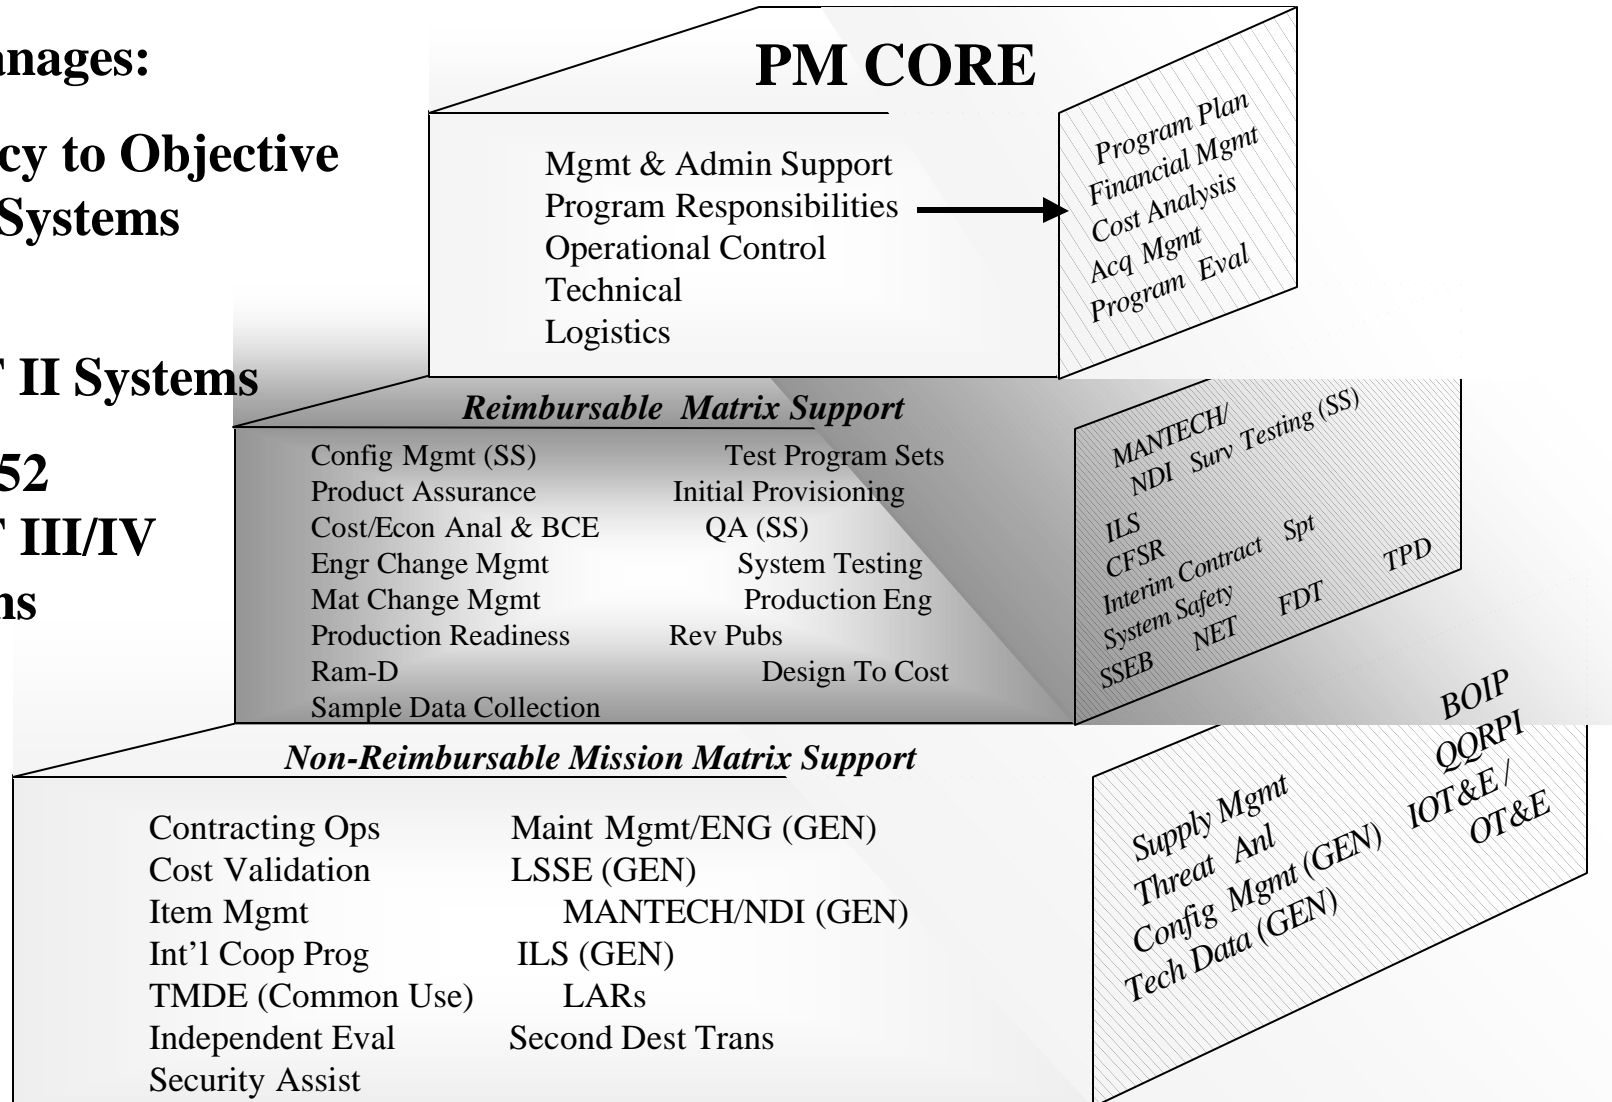 anages:
cy to Objective
Systems
II Systems
52
III/IV
ns
PM CORE
Mgmt & Admin Support
Program Responsibilities
Operational Control
Technical
Logistics
Program Plan
Financial Mgmt
Cost Analysis
Acq Mgmt
Program Eval
Reimbursable Matrix Support
Config Mgmt (SS) Test Program Sets
Product Assurance Initial Provisioning
Cost/Econ Anal & BCE QA (SS)
Engr Change Mgmt System Testing
Mat Change Mgmt Production Eng
Production Readiness Rev Pubs
Ram-D Design To Cost
Sample Data Collection
MANTECH/
NDI Surv Testing (SS)
ILS
CFSR
Interim Contract Spt
System Safety
SSEB NET FDT TPD
Non-Reimbursable Mission Matrix Support
Contracting Ops Maint Mgmt/ENG (GEN)
Cost Validation LSSE (GEN)
Item Mgmt MANTECH/NDI (GEN)
Int’l Coop Prog ILS (GEN)
TMDE (Common Use) LARs
Independent Eval Second Dest Trans
Security Assist
Supply Mgmt
Threat Anl
Config Mgmt (GEN)
Tech Data (GEN)
BOIP
QQRPI
IOT&E /
OT&E